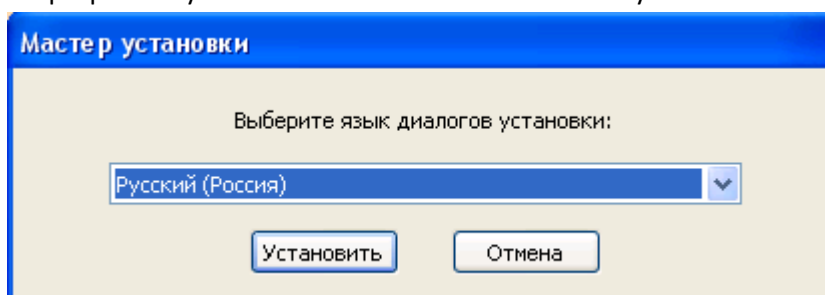 Мастер установки
Выберите язык диалогов установки:
Русский (Россия)
Установить Отмена